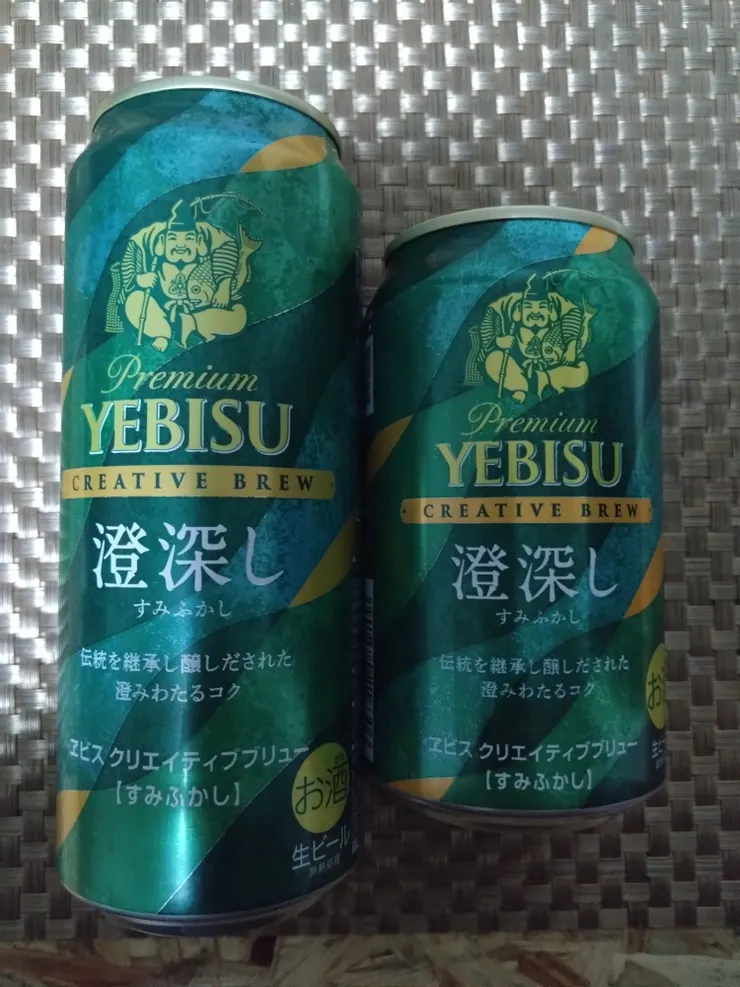 Premium
YEBISU
CREATIVE BREW
澄深し
すみふかし
伝統を継承し醸しだされた
澄みわたるコク
ヱビス クリエイティブブリュー
【すみふかし】
お酒
生ビール
Premium
YEBISU
CREATIVE BREW
澄深し
すみふかし
伝統を継承し醸しだされた
澄みわたるコク
ヱビス クリエイティブブリュー
【すみふかし】
お
生